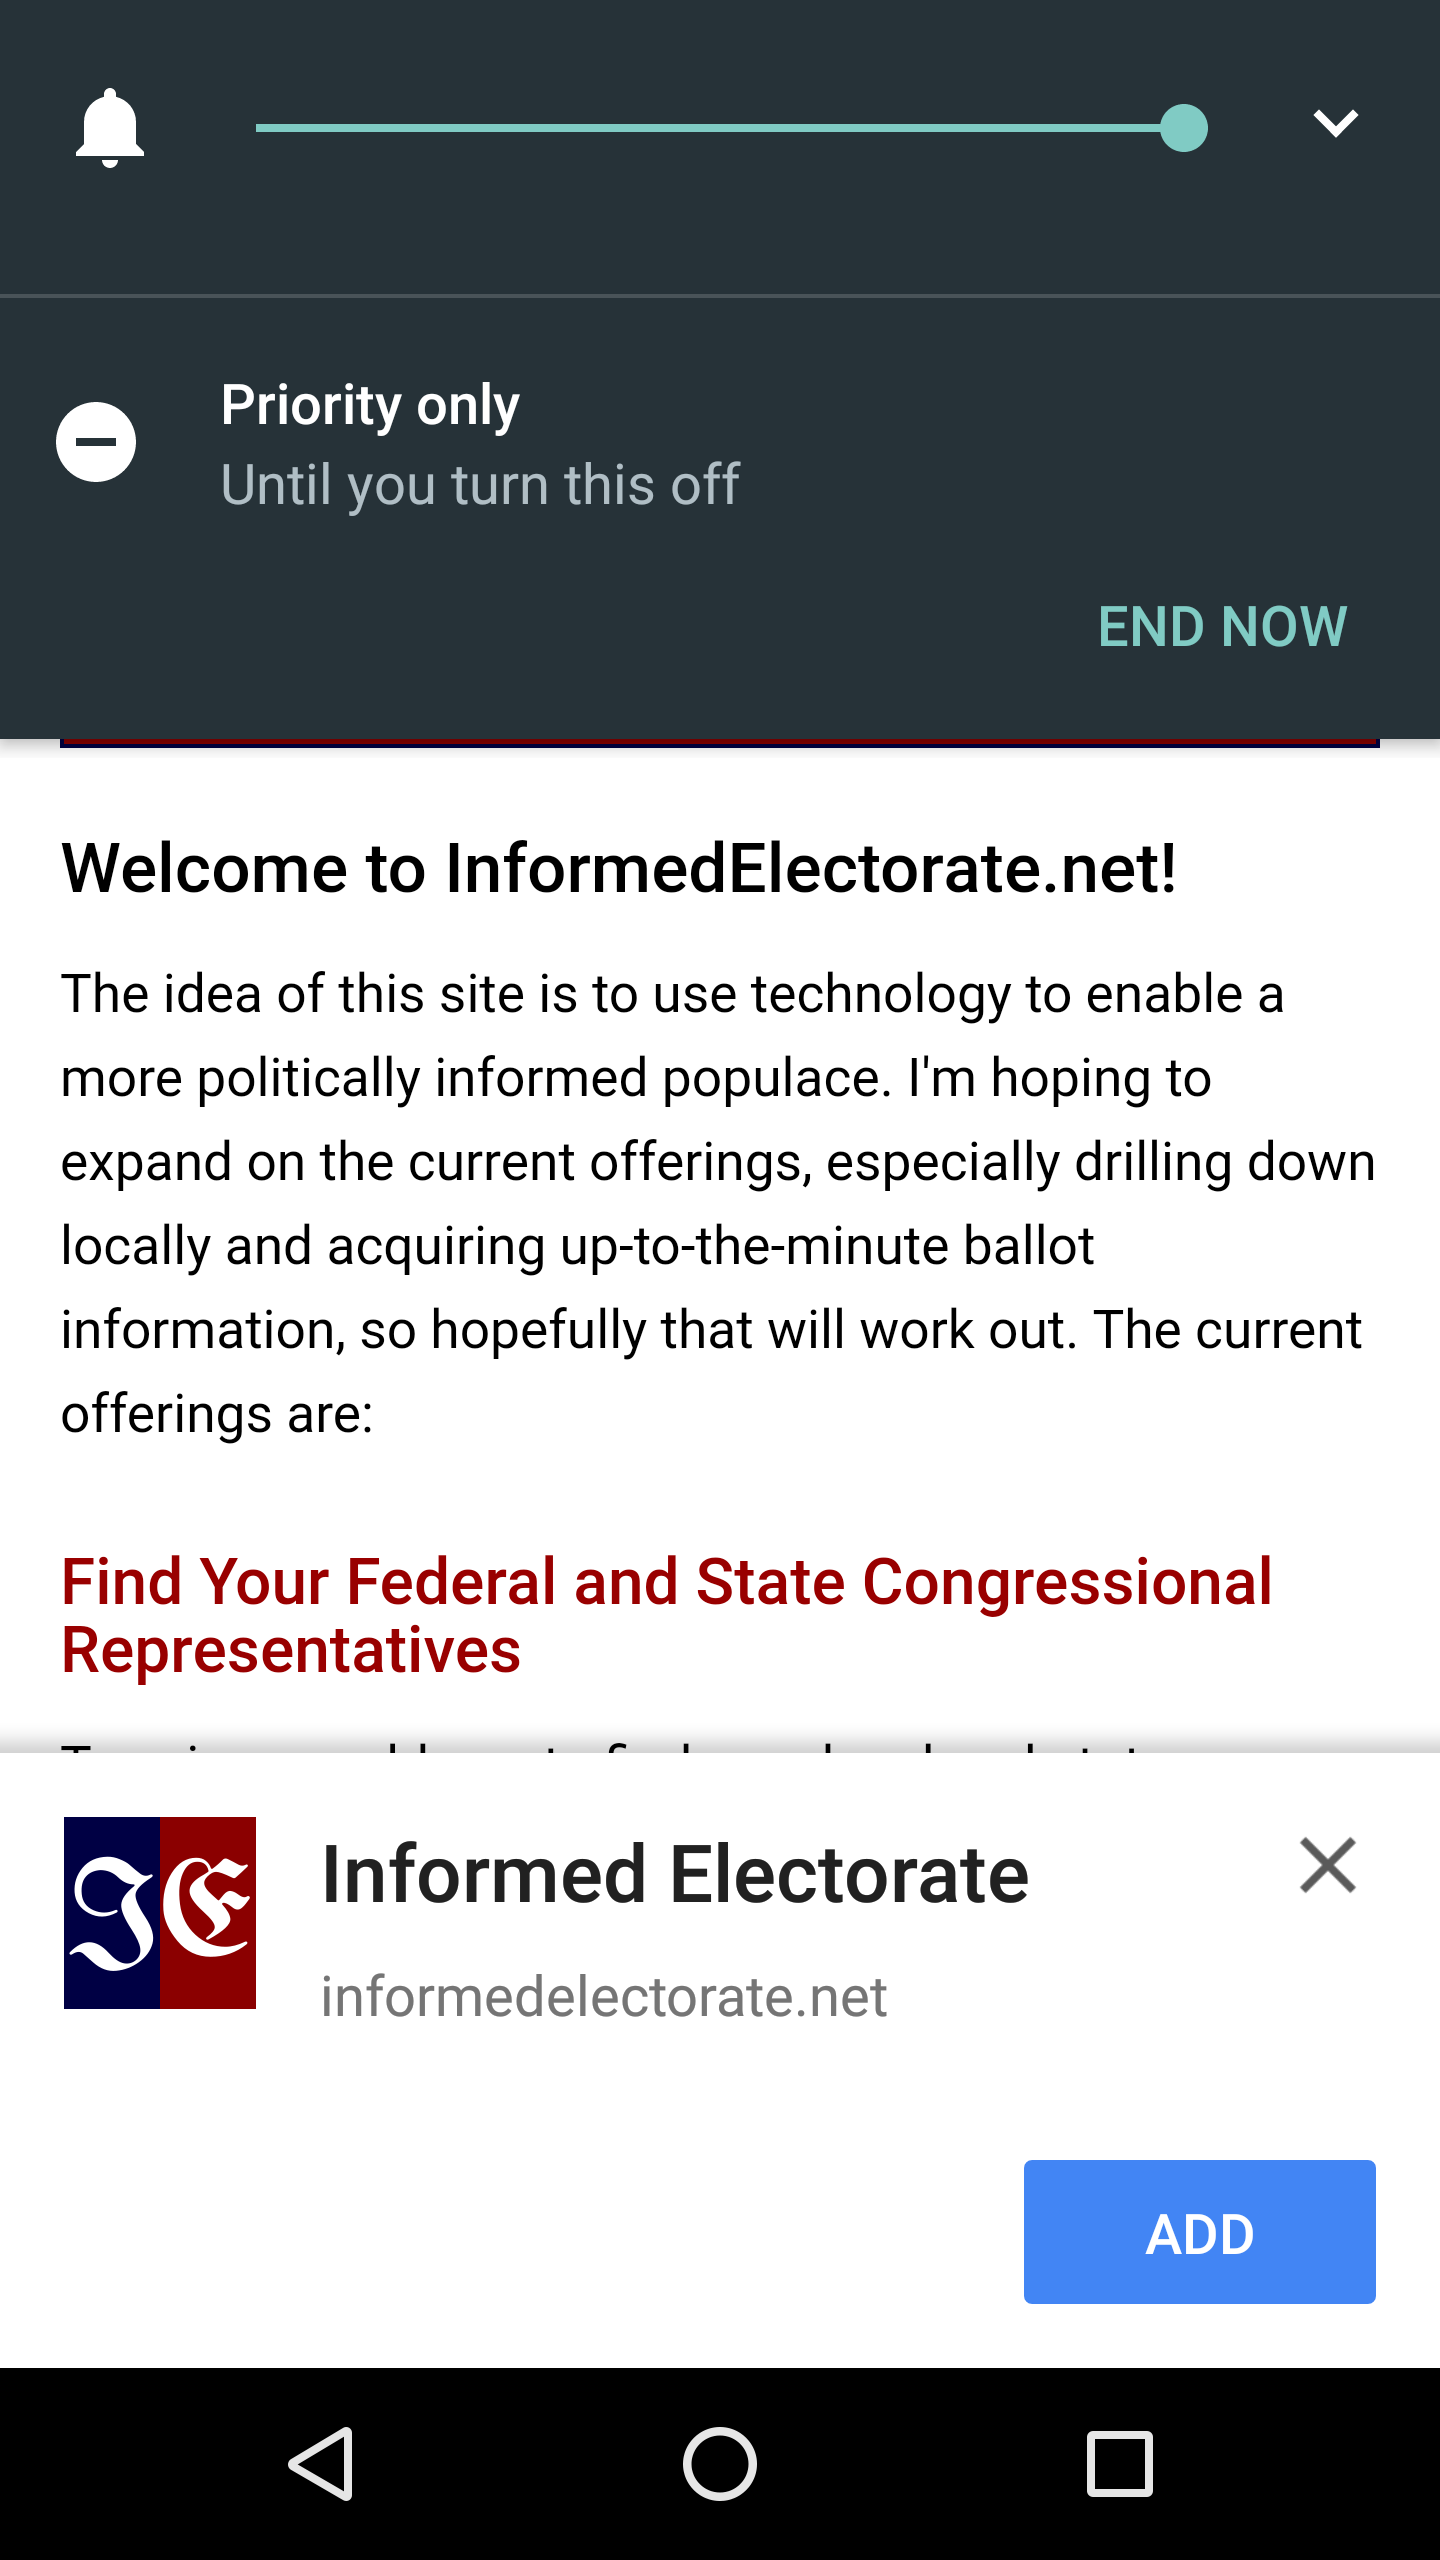 Priority only
Until you turn this off
END NOW
Welcome to InformedElectorate.net!
The idea of this site is to use technology to enable a
more politically informed populace. I'm hoping to
expand on the current offerings, especially drilling down
locally and acquiring up-to-the-minute ballot
information, so hopefully that will work out. The current
offerings are:
Find Your Federal and State Congressional
Representatives
IE
Informed Electorate
informedelectorate.net
ADD